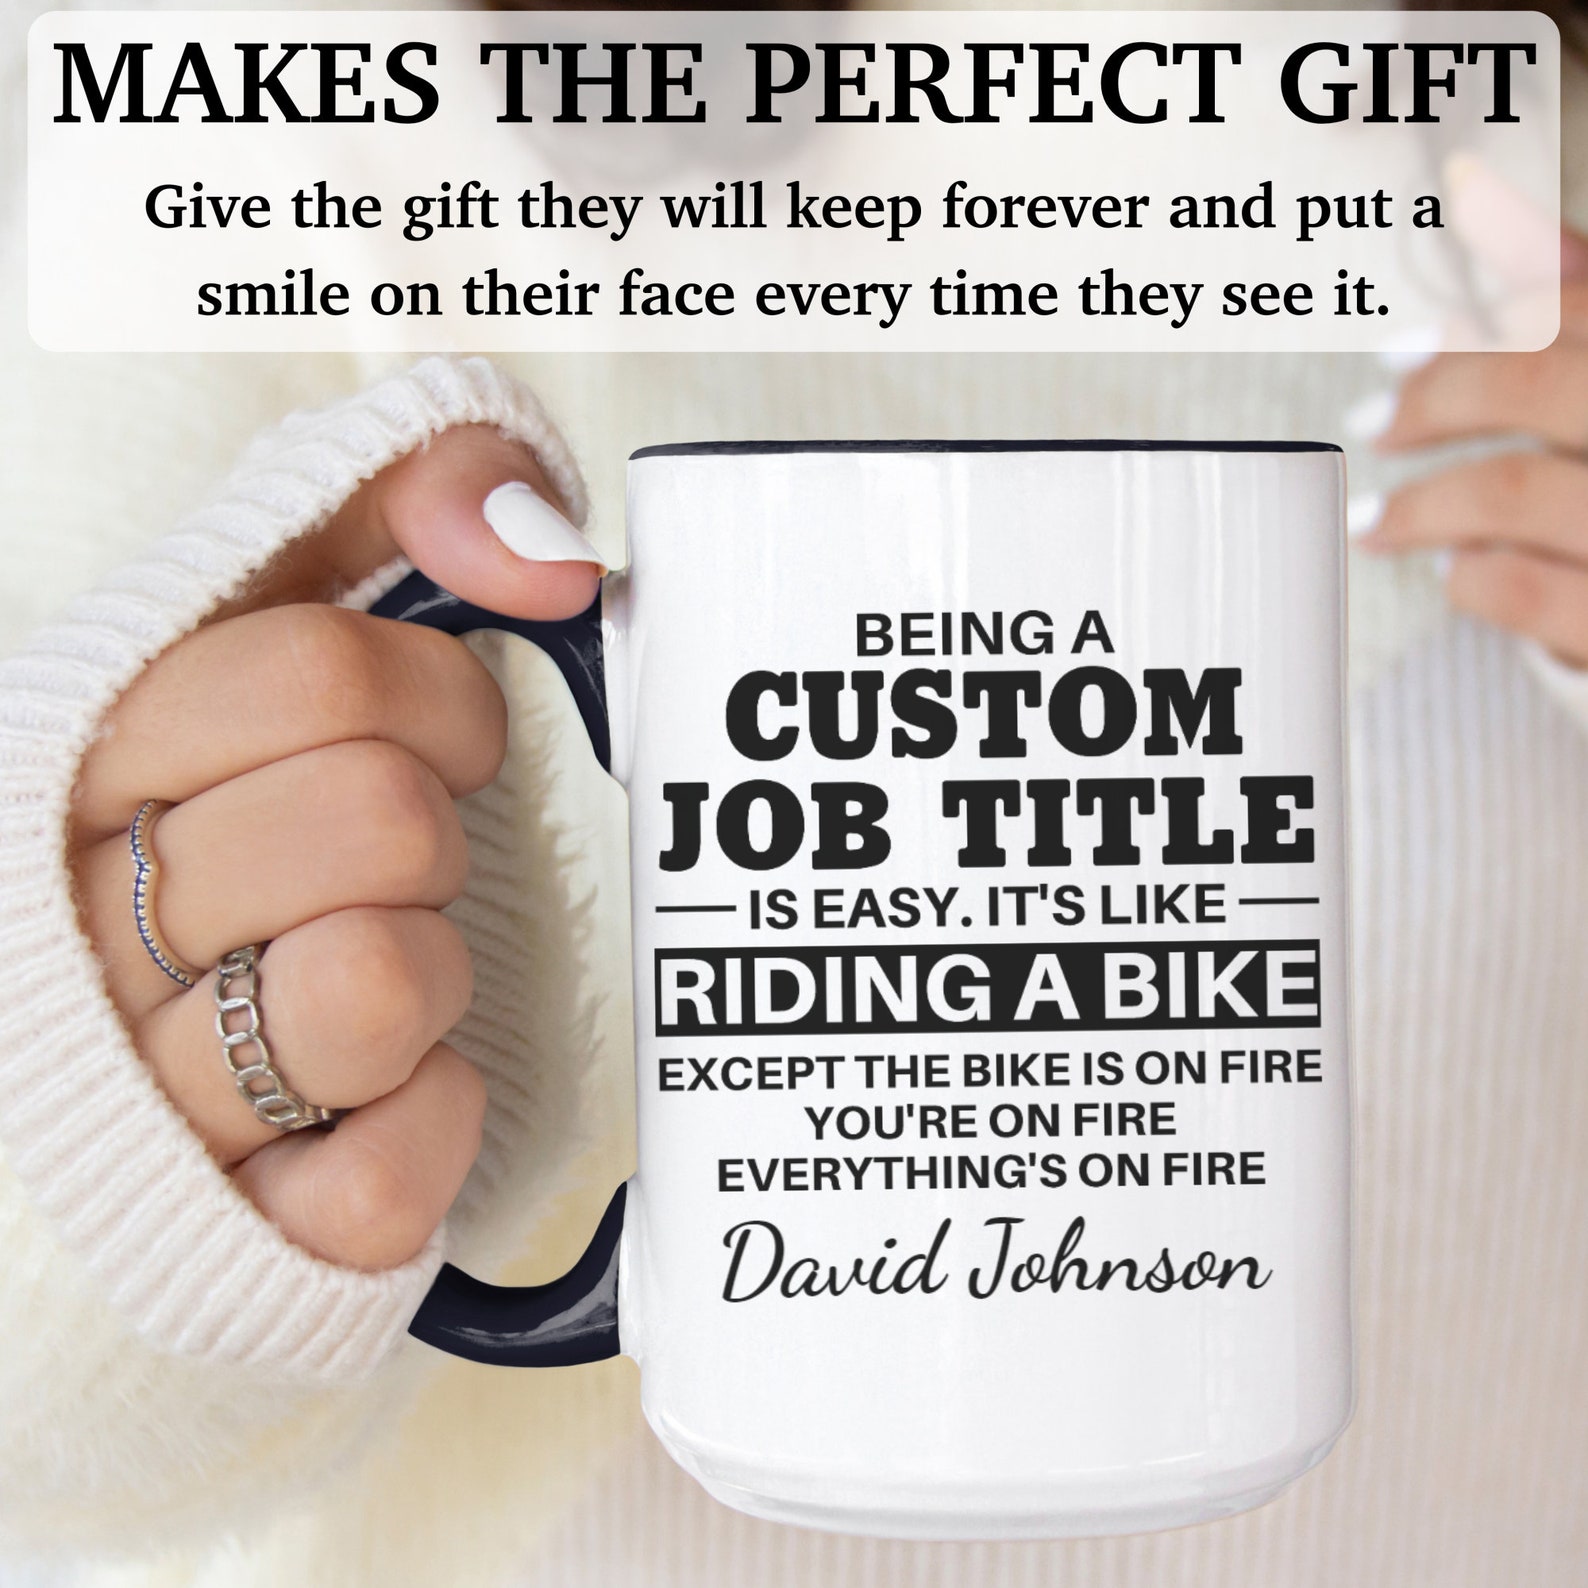 MAKES THE PERFECT GIFT
Give the gift they will keep forever and put a
smile on their face every time they see it.
BEING A
CUSTOM
JOB TITLE
IS EASY. IT'S LIKE
RIDING A BIKE
EXCEPT THE BIKE IS ON FIRE
YOU'RE ON FIRE
EVERYTHING'S ON FIRE
David Johnson